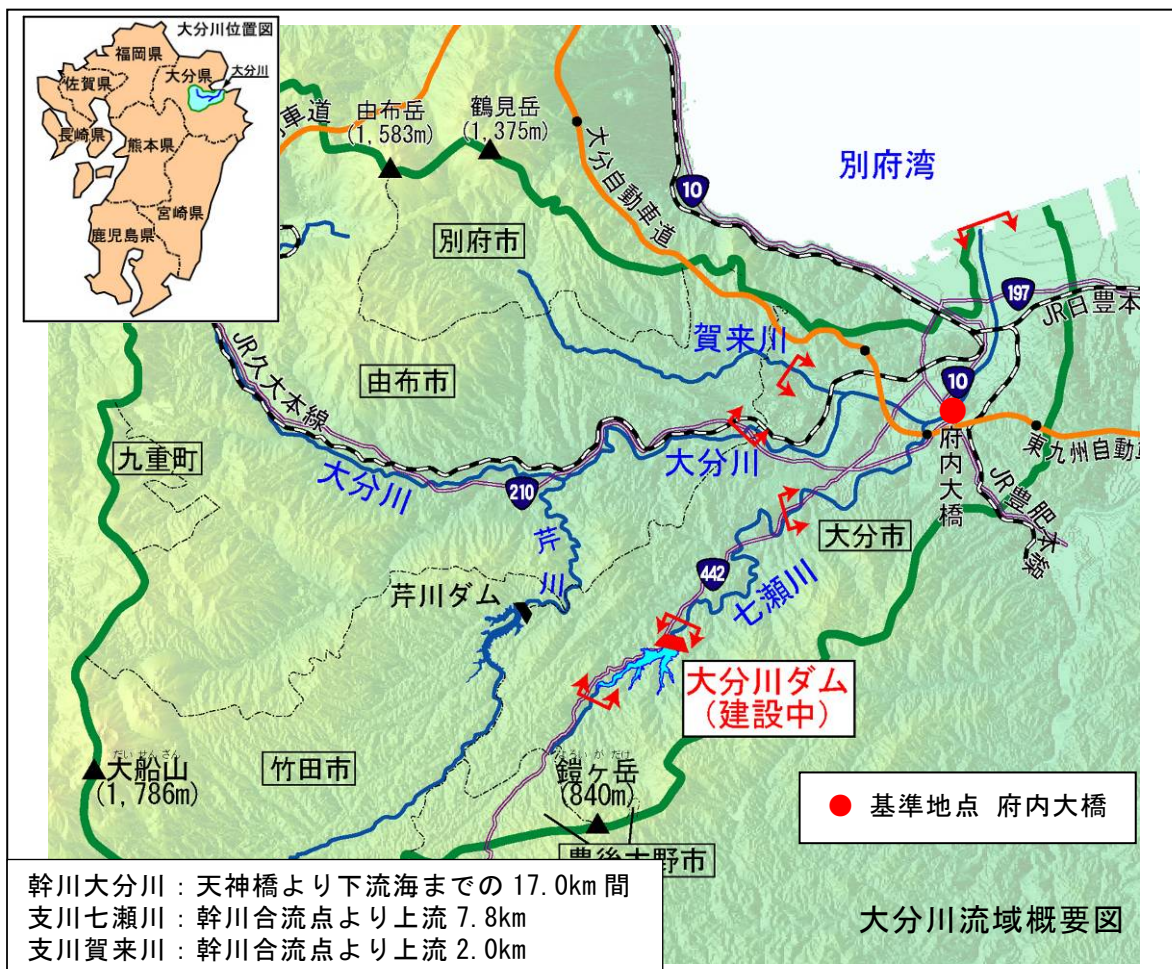 大分川位置図
福岡県
大分県
大分川
佐賀県
長崎県
熊本県
宮崎県
鹿児島県
動車道
由布岳
(1,583m)
鶴見岳
(1,375m)
大分自動車道
10
別府湾
別府市
197
JR日豊本
賀来川
JR久大本線
由布市
10
九重町
大分川
210
大分川
府内大橋
東九州自動車
JR豊肥本線
芹川
大分市
442
七瀬川
芹川ダム
大分川ダム
(建設中)
だいせんざん
大船山
(1,786m)
竹田市
鎧ヶ岳
(840m)
基準地点 府内大橋
豊後大野市
幹川大分川：天神橋より下流海までの 17.0km 間
支川七瀬川：幹川合流点より上流 7.8km
支川賀来川：幹川合流点より上流 2.0km
大分川流域概要図